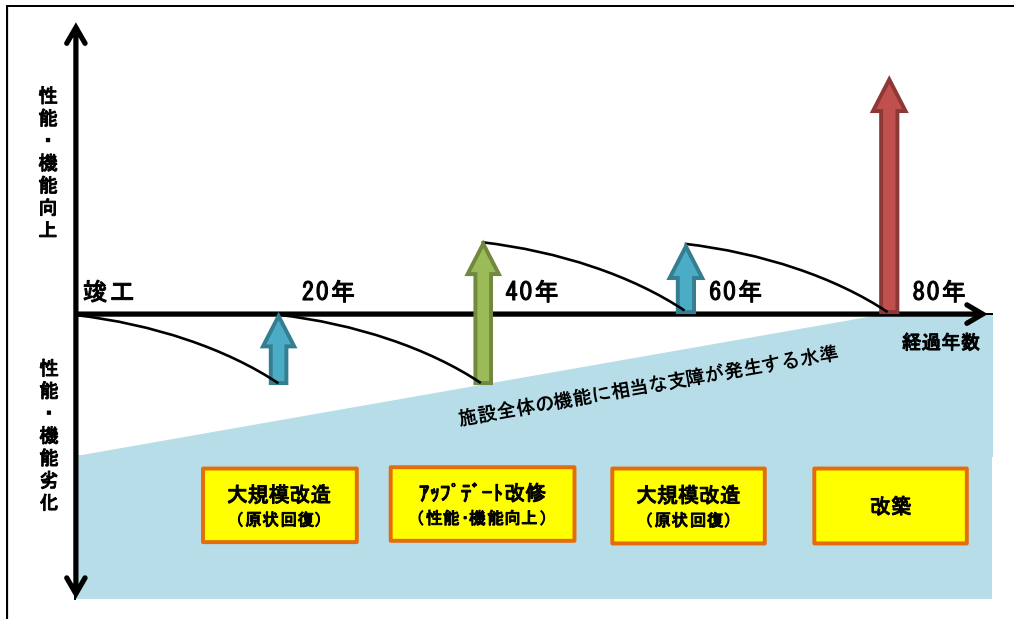 性能・機能向上
竣工
20年
40年
60年
80年
経過年数
性能・機能劣化
施設全体の機能に相当な支障が発生する水準
大規模改造
（原状回復）
ｱｯﾌﾟﾃﾞｰﾄ改修
（性能・機能向上）
大規模改造
（原状回復）
改築